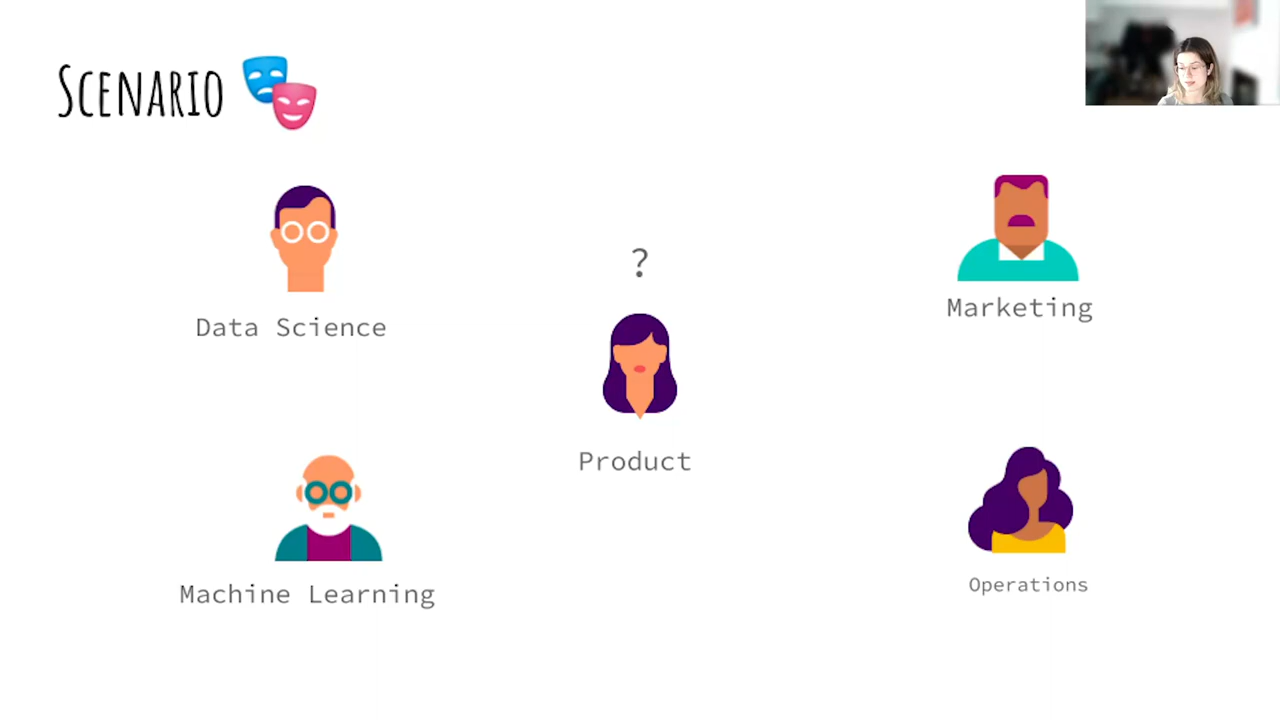 SCENARIO
Data Science
?
Product
Marketing
Machine Learning
Operations